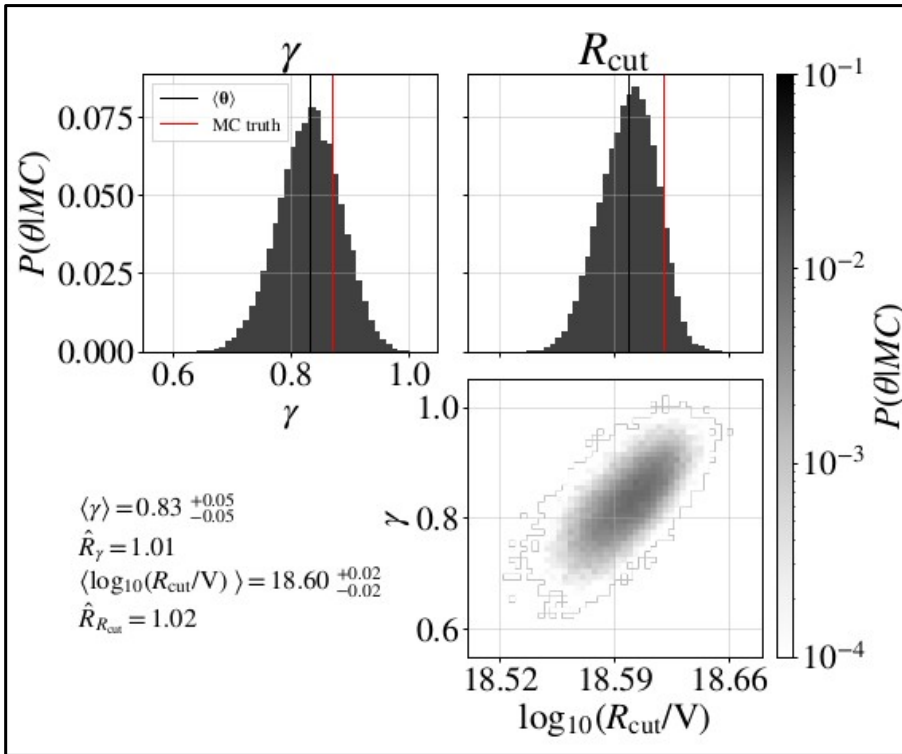 γ
R_cut
P(θ|MC)
0.075
0.050
0.025
0.000
⟨θ⟩
MC truth
0.6 0.8 1.0
γ
10⁻¹
10⁻²
10⁻³
10⁻⁴
P(θ|MC)
⟨γ⟩ = 0.83 +0.05 −0.05
R̂_γ = 1.01
⟨log₁₀(R_cut/V) ⟩ = 18.60 +0.02 −0.02
R̂_R_cut = 1.02
γ
1.0
0.8
0.6
18.52 18.59 18.66
log₁₀(R_cut/V)